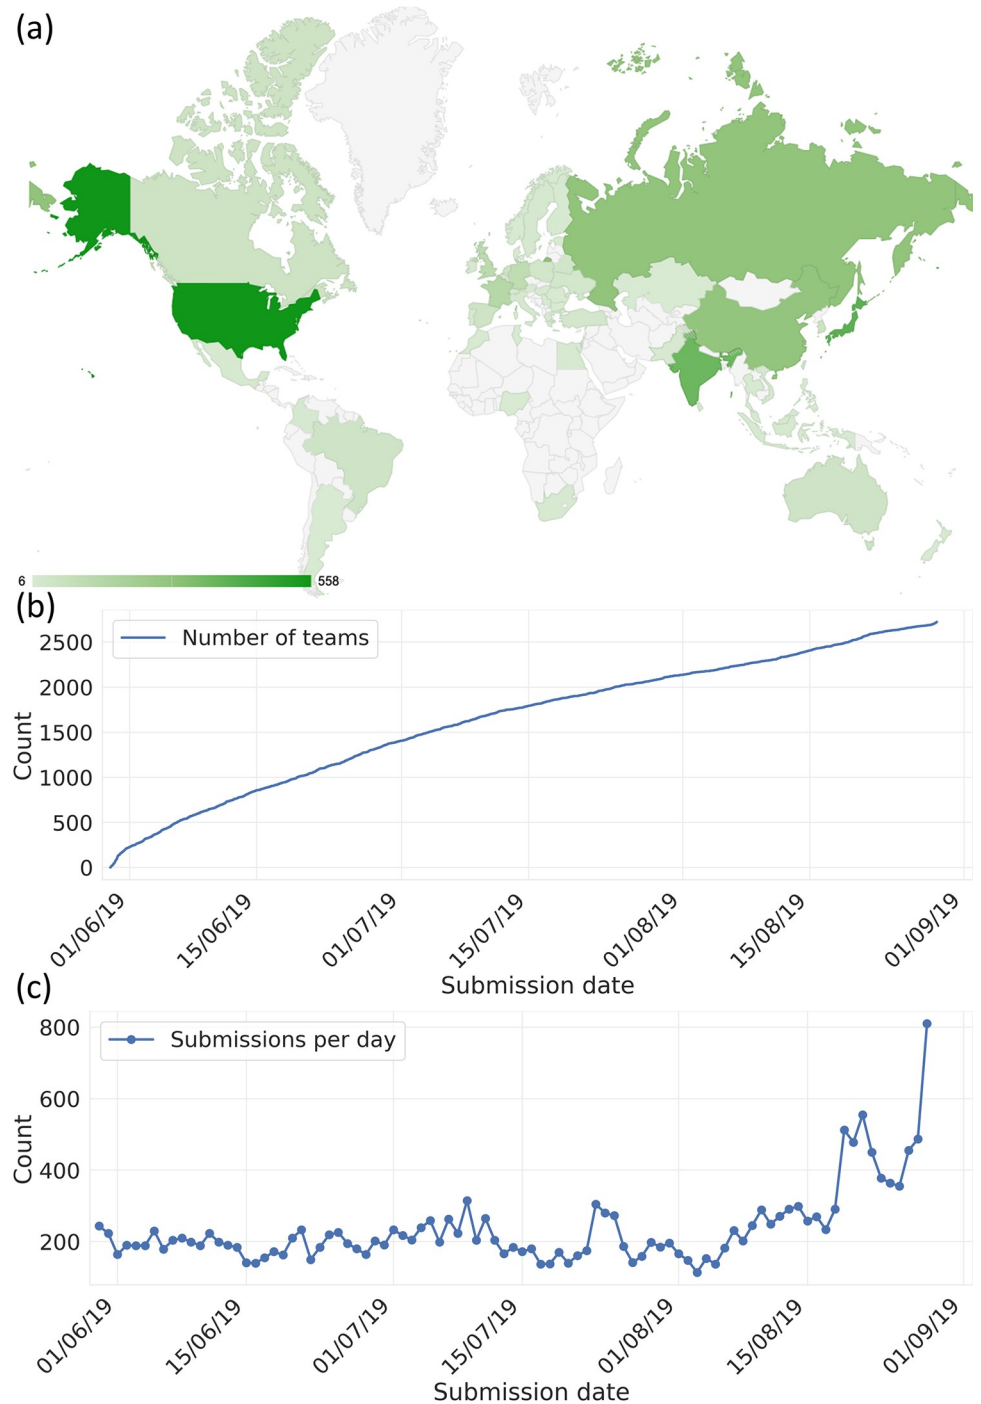 (a)
6 558
(b)
Number of teams
2500
2000
1500
1000
500
0
Count
01/06/19 15/06/19 01/07/19 15/07/19 01/08/19 15/08/19 01/09/19
Submission date
(c)
Submissions per day
800
600
400
200
Count
01/06/19 15/06/19 01/07/19 15/07/19 01/08/19 15/08/19 01/09/19
Submission date